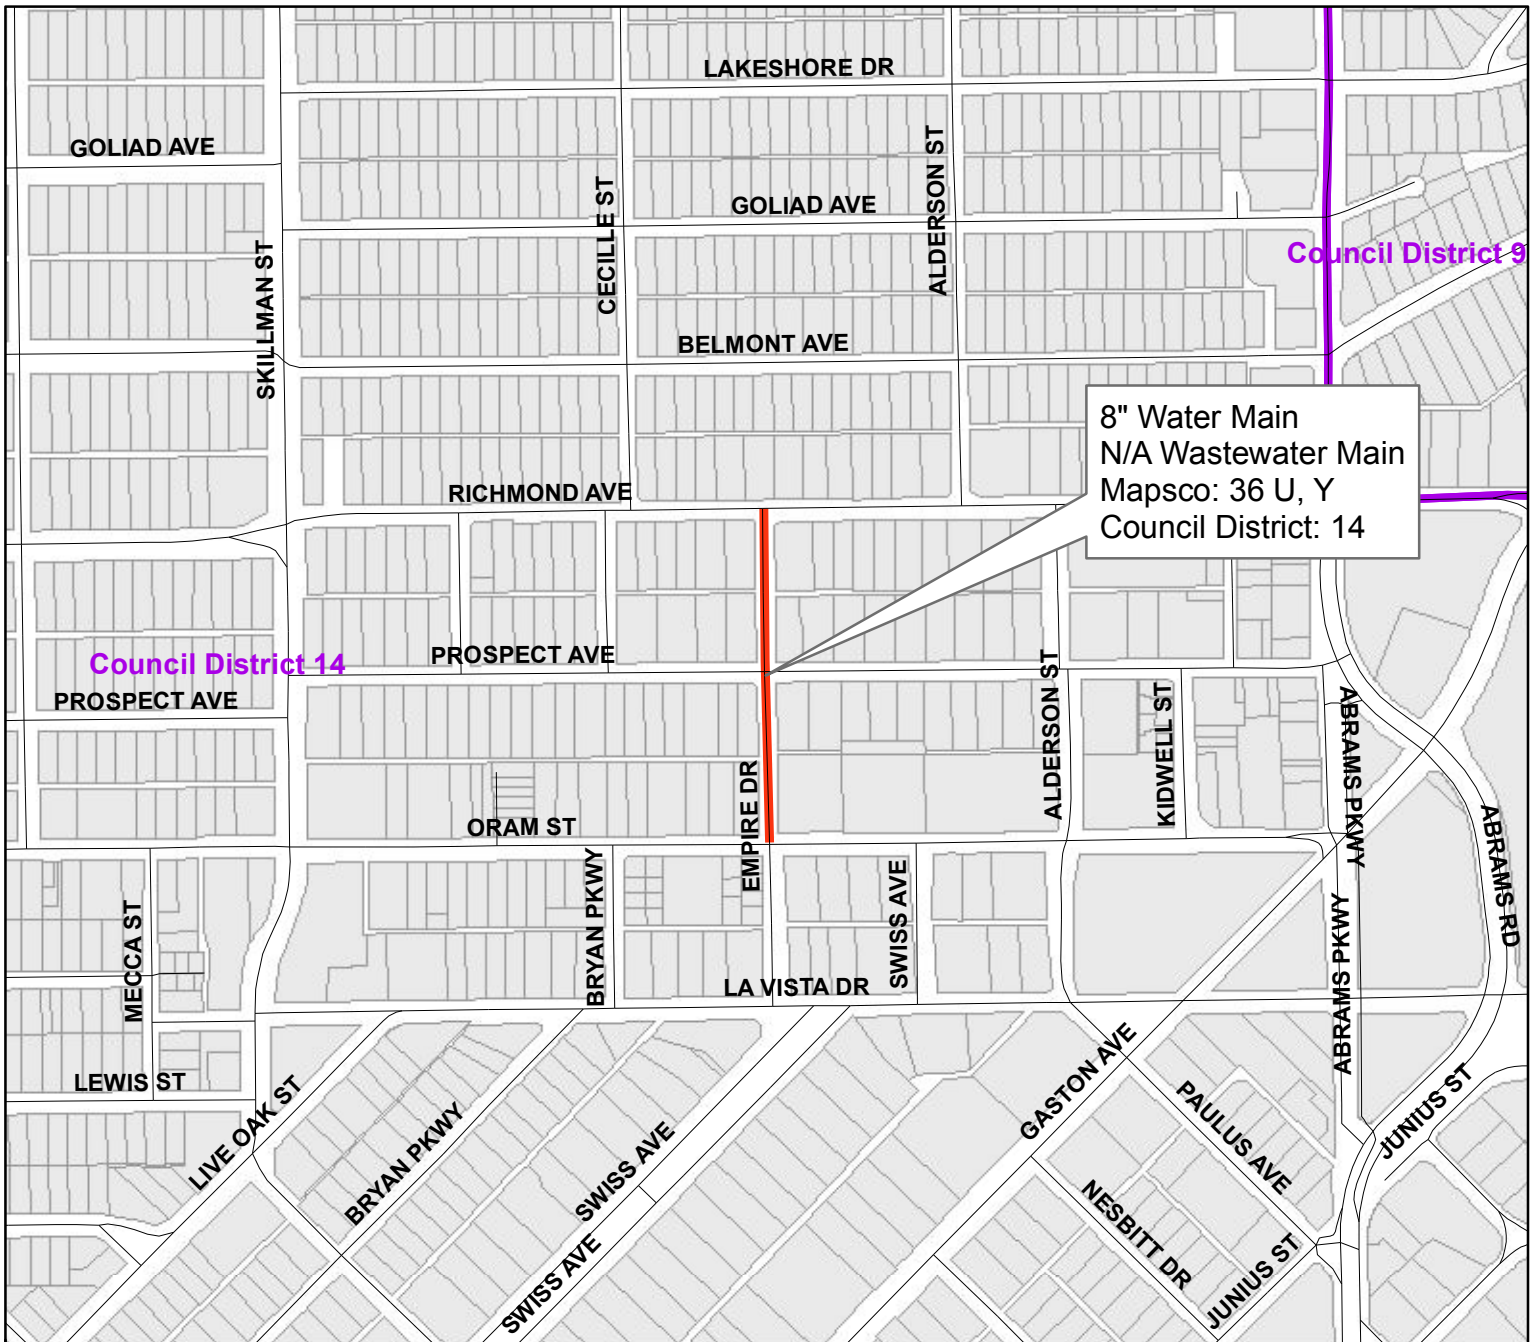 LAKESHORE DR
GOLIAD AVE
ALDERSON ST
CECILLE ST
GOLIAD AVE
SKILLMAN ST
Council District 9
BELMONT AVE
8" Water Main
N/A Wastewater Main
Mapsco: 36 U, Y
Council District: 14
RICHMOND AVE
PROSPECT AVE
Council District 14
PROSPECT AVE
ALDERSON ST
KIDWELL ST
ABRAMS PKWY
EMPIRE DR
ORAM ST
ABRAMS RD
BRYAN PKWY
SWISS AVE
MECCA ST
ABRAMS PKWY
LA VISTA DR
LEWIS ST
LIVE OAK ST
BRYAN PKWY
SWISS AVE
GASTON AVE
PAULUS AVE
JUNIUS ST
NESBITT DR
SWISS AVE
JUNIUS ST